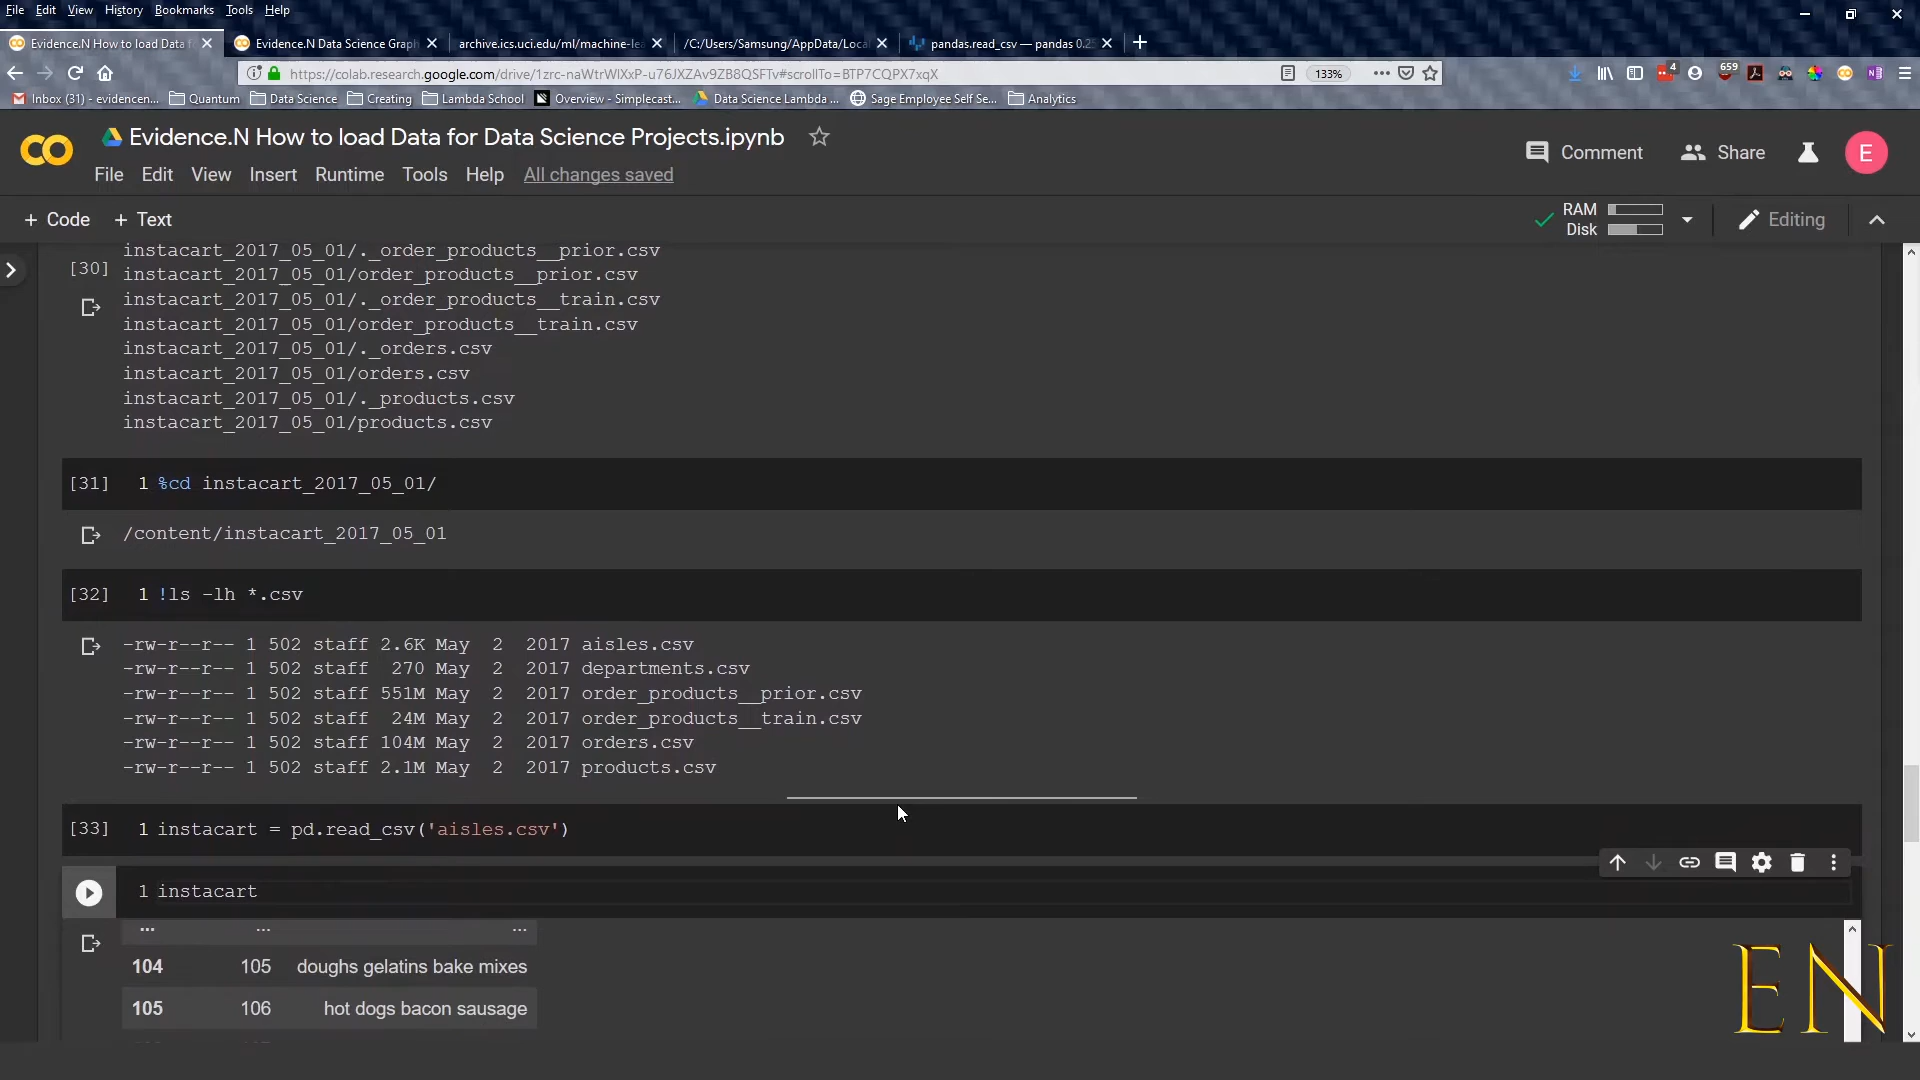 File Edit View History Bookmarks Tools Help
Evidence.N How to load Data f
Evidence.N Data Science Graph
archive.ics.uci.edu/ml/machine-lea
/C:/Users/Samsung/AppData/Loca
pandas.read_csv — pandas 0.2
https://colab.research.google.com/drive/1zrc-naWtrWlXxP-u76JXZAv9ZB8QSFTv#scrollTo=BTP7CQPX7xqX
133%
4
659
Inbox (31) - evidencen...
Quantum
Data Science
Creating
Lambda School
Overview - Simplecast...
Data Science Lambda ...
Sage Employee Self Se...
Analytics
CO
Evidence.N How to load Data for Data Science Projects.ipynb
Comment
Share
E
File Edit View Insert Runtime Tools Help All changes saved
+ Code + Text
RAM
Disk
Editing
instacart_2017_05_01/._order_products__prior.csv
[30] instacart_2017_05_01/order_products__prior.csv
instacart_2017_05_01/._order_products__train.csv
instacart_2017_05_01/order_products__train.csv
instacart_2017_05_01/._orders.csv
instacart_2017_05_01/orders.csv
instacart_2017_05_01/._products.csv
instacart_2017_05_01/products.csv
[31] 1 %cd instacart_2017_05_01/
/content/instacart_2017_05_01
[32] 1 !ls -lh *.csv
-rw-r--r-- 1 502 staff 2.6K May 2 2017 aisles.csv
-rw-r--r-- 1 502 staff 270 May 2 2017 departments.csv
-rw-r--r-- 1 502 staff 551M May 2 2017 order_products__prior.csv
-rw-r--r-- 1 502 staff 24M May 2 2017 order_products__train.csv
-rw-r--r-- 1 502 staff 104M May 2 2017 orders.csv
-rw-r--r-- 1 502 staff 2.1M May 2 2017 products.csv
[33] 1 instacart = pd.read_csv('aisles.csv')
1 instacart
... ... ...
104 105 doughs gelatins bake mixes
105 106 hot dogs bacon sausage
EN